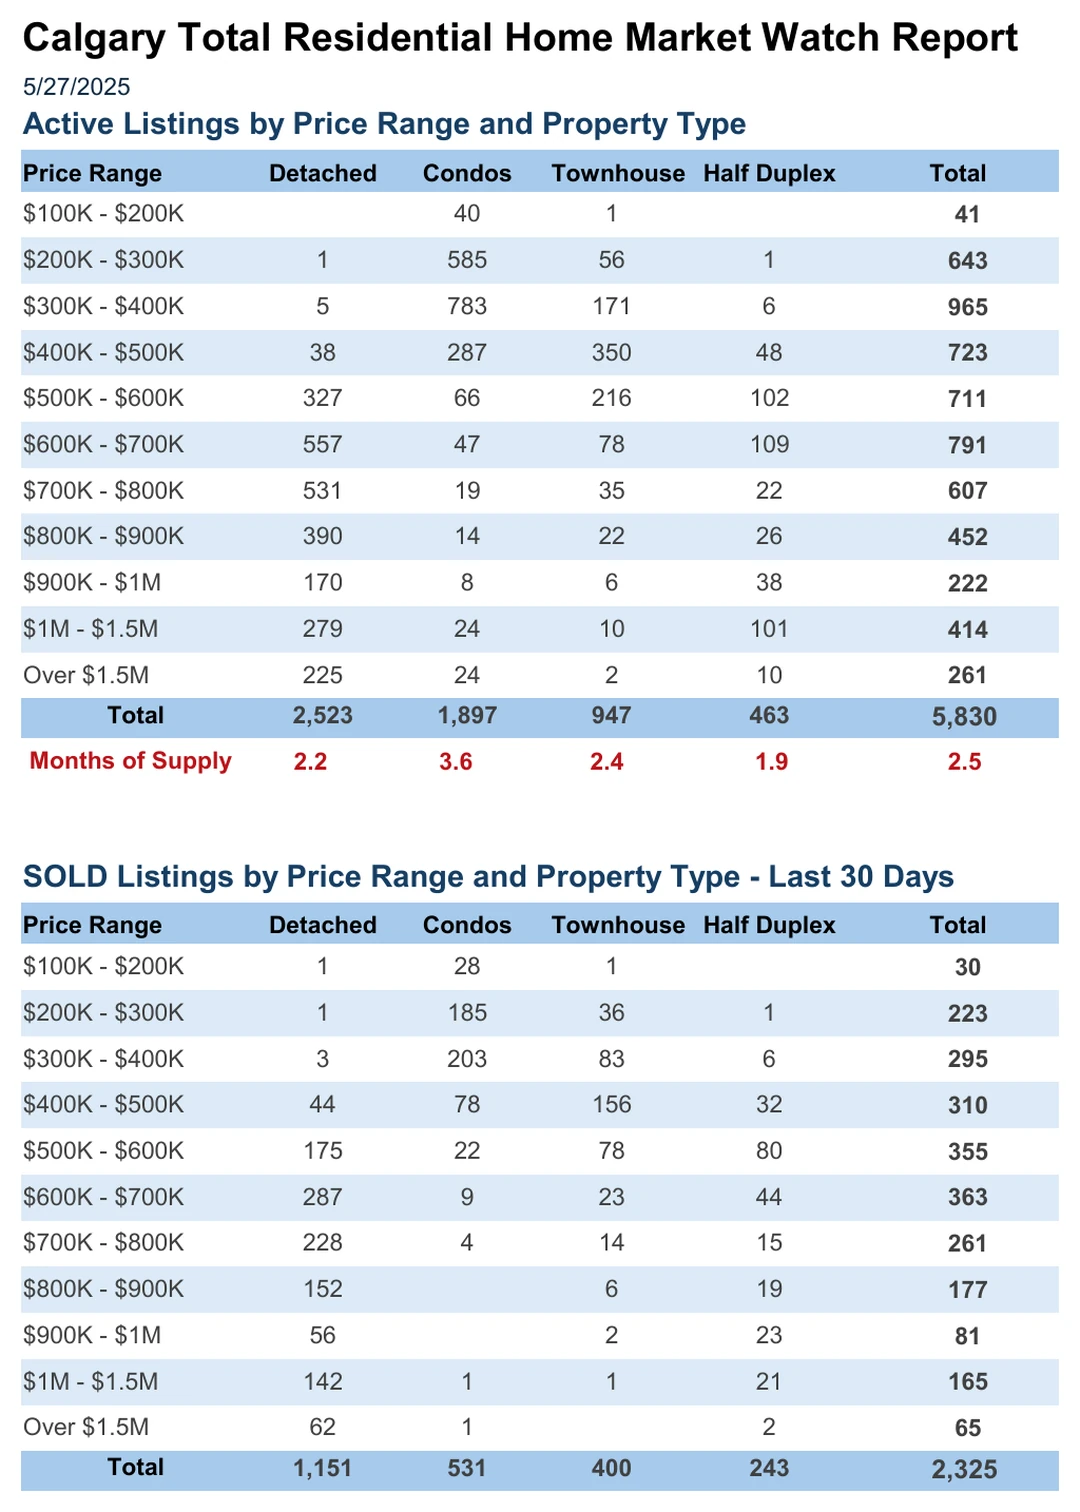 Calgary Total Residential Home Market Watch Report
5/27/2025
Active Listings by Price Range and Property Type
Price Range Detached Condos Townhouse Half Duplex Total
$100K - $200K 40 1 41
$200K - $300K 1 585 56 1 643
$300K - $400K 5 783 171 6 965
$400K - $500K 38 287 350 48 723
$500K - $600K 327 66 216 102 711
$600K - $700K 557 47 78 109 791
$700K - $800K 531 19 35 22 607
$800K - $900K 390 14 22 26 452
$900K - $1M 170 8 6 38 222
$1M - $1.5M 279 24 10 101 414
Over $1.5M 225 24 2 10 261
Total 2,523 1,897 947 463 5,830
Months of Supply 2.2 3.6 2.4 1.9 2.5
SOLD Listings by Price Range and Property Type - Last 30 Days
Price Range Detached Condos Townhouse Half Duplex Total
$100K - $200K 1 28 1 30
$200K - $300K 1 185 36 1 223
$300K - $400K 3 203 83 6 295
$400K - $500K 44 78 156 32 310
$500K - $600K 175 22 78 80 355
$600K - $700K 287 9 23 44 363
$700K - $800K 228 4 14 15 261
$800K - $900K 152 6 19 177
$900K - $1M 56 2 23 81
$1M - $1.5M 142 1 1 21 165
Over $1.5M 62 1 2 65
Total 1,151 531 400 243 2,325